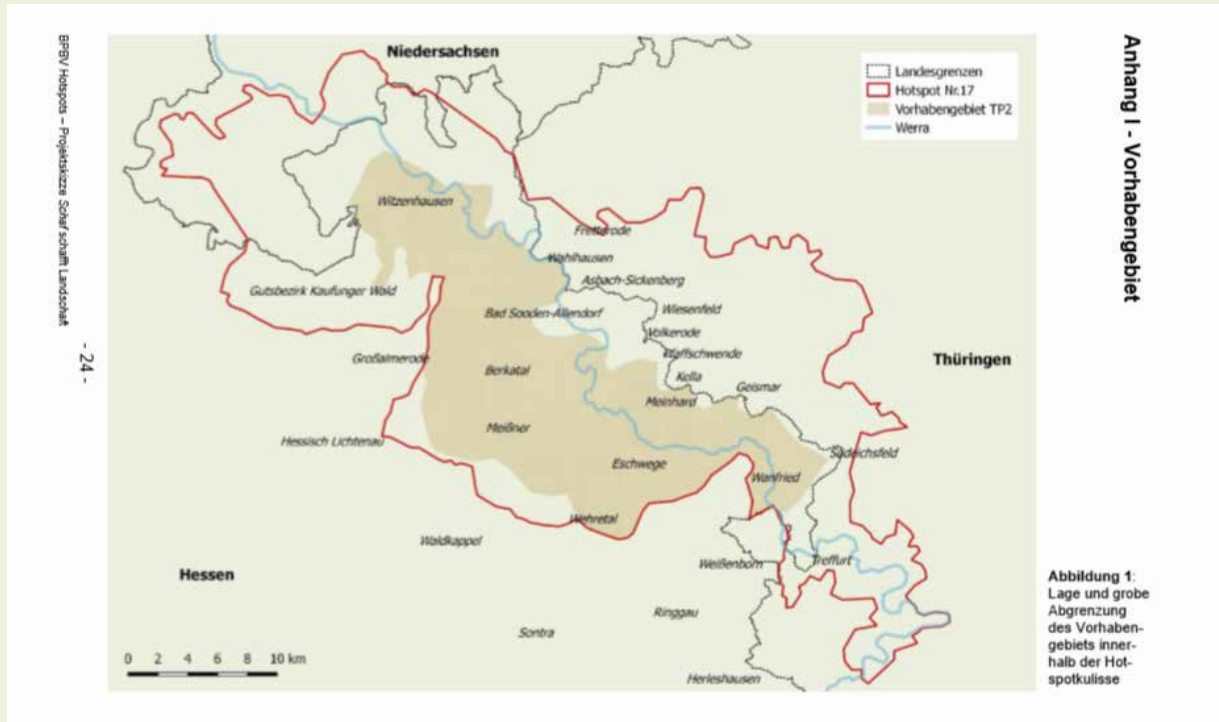 Anhang I - Vorhabengebiet
Niedersachsen
Landesgrenzen
Hotspot Nr.17
Vorhabengebiet TP2
Werra
Witzenhausen
Fretterode
Wahlhausen
Asbach-Sickenberg
Gutsbezirk Kaufunger Wald
Wiesenfeld
Bad Sooden-Allendorf
Volkerode
Pfaffschwende
Großalmerode
Thüringen
Berkatal
Kella
Geismar
Meinhard
Meißner
Hessisch Lichtenau
Südeichsfeld
Eschwege
Wanfried
Wehretal
Waldkappel
Weißenborn
Treffurt
Hessen
Ringgau
Sontra
Herleshausen
0 2 4 6 8 10 km
Abbildung 1:
Lage und grobe
Abgrenzung
des Vorhaben-
gebiets inner-
halb der Hot-
spotkulisse
BPBV Hotspots – Projektskizze Schaf schafft Landschaft
- 24 -